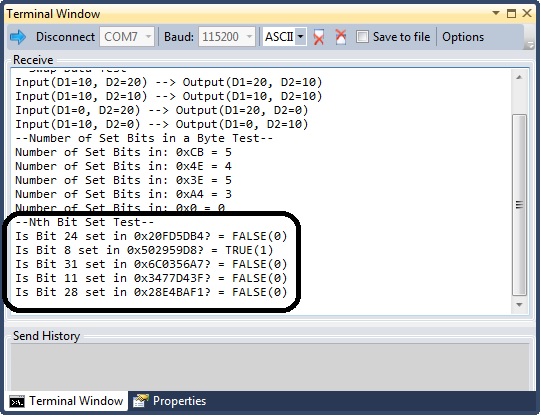 Terminal Window
Disconnect COM7 Baud: 115200 ASCII Save to file Options
Receive
--Swap Data Test--
Input(D1=10, D2=20) --> Output(D1=20, D2=10)
Input(D1=10, D2=10) --> Output(D1=10, D2=10)
Input(D1=0, D2=20) --> Output(D1=20, D2=0)
Input(D1=10, D2=0) --> Output(D1=0, D2=10)
--Number of Set Bits in a Byte Test--
Number of Set Bits in: 0xCB = 5
Number of Set Bits in: 0x4E = 4
Number of Set Bits in: 0x3E = 5
Number of Set Bits in: 0xA4 = 3
Number of Set Bits in: 0x0 = 0
--Nth Bit Set Test--
Is Bit 24 set in 0x20FD5DB4? = FALSE(0)
Is Bit 8 set in 0x502959D8? = TRUE(1)
Is Bit 31 set in 0x6C0356A7? = FALSE(0)
Is Bit 11 set in 0x3477D43F? = FALSE(0)
Is Bit 28 set in 0x28E4BAF1? = FALSE(0)
Send History
Terminal Window Properties